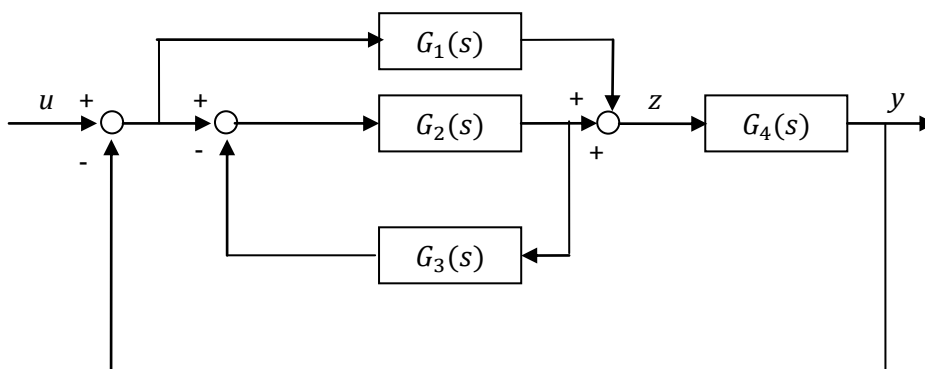 G₁(s)
u + + + z y
G₂(s) G₄(s)
- - +
G₃(s)